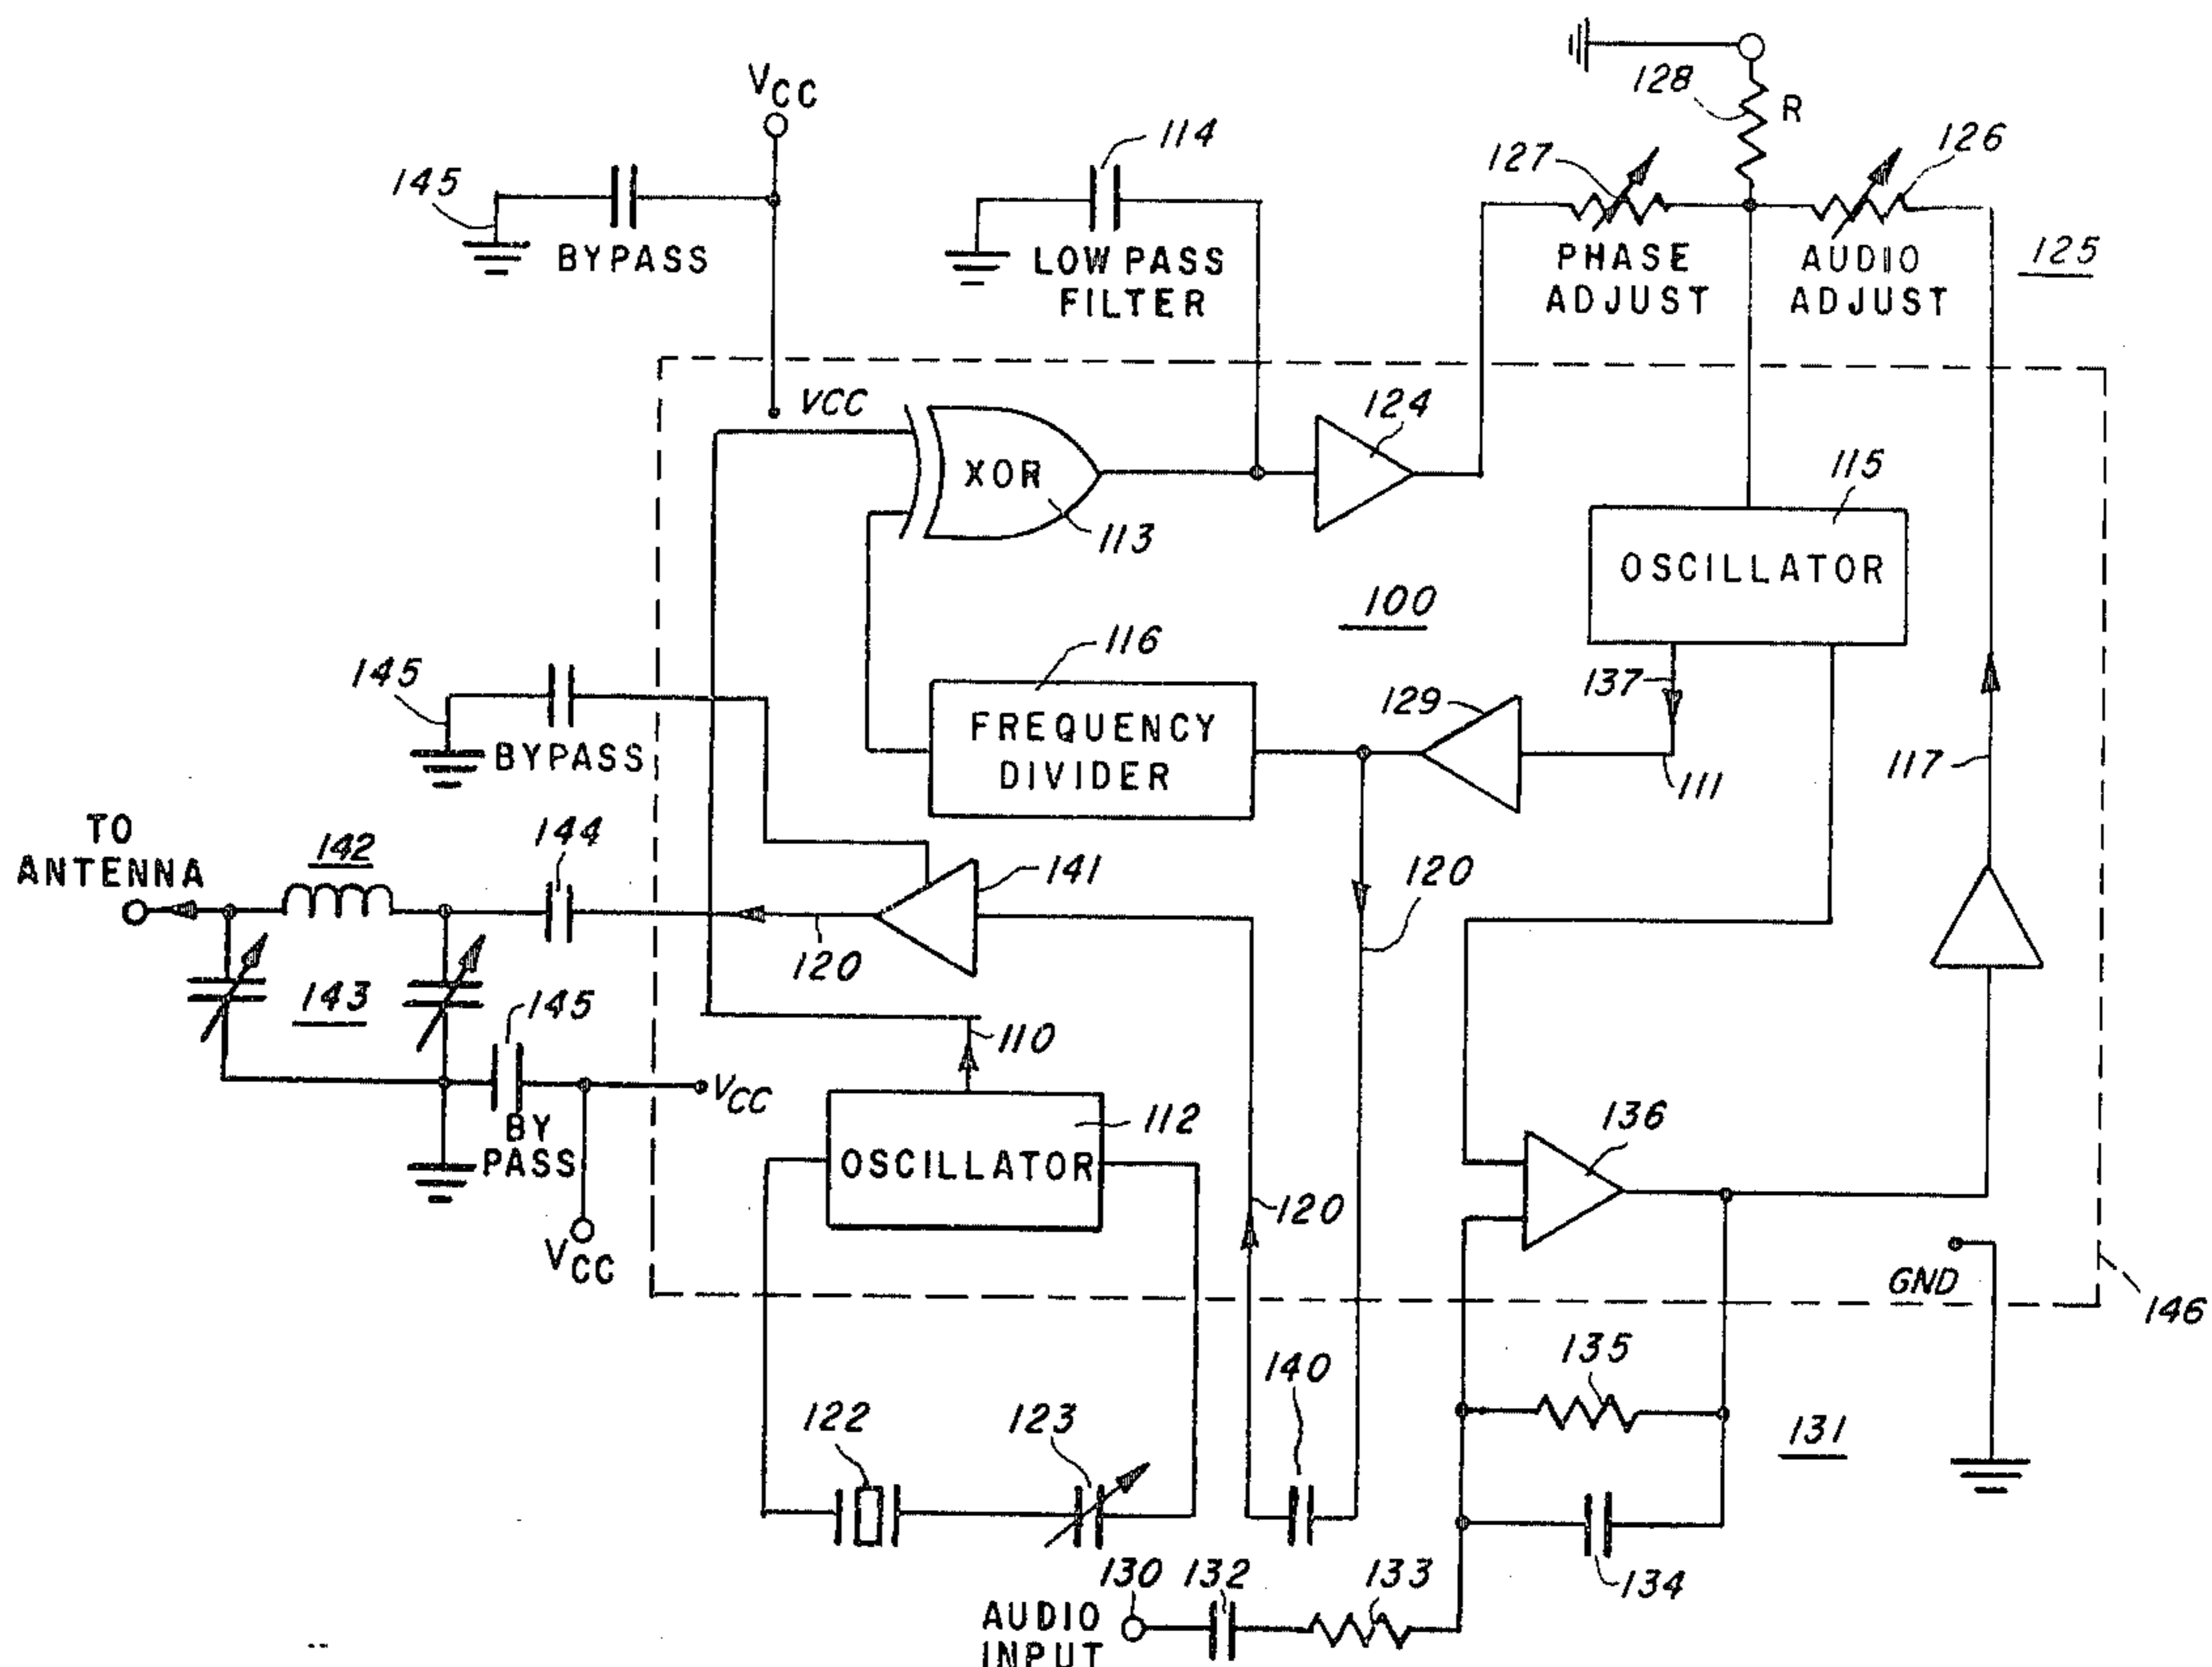 128
R
VCC
114
127
126
145
BYPASS
LOW PASS
FILTER
PHASE
ADJUST
AUDIO
ADJUST
125
VCC
124
XOR
113
115
OSCILLATOR
100
116
145
137
129
FREQUENCY
DIVIDER
BYPASS
111
117
TO
ANTENNA
142
144
141
120
120
143
145
110
VCC
BY
PASS
112
OSCILLATOR
136
120
VCC
GND
146
140
135
122
123
131
134
130
132
133
AUDIO
INPUT